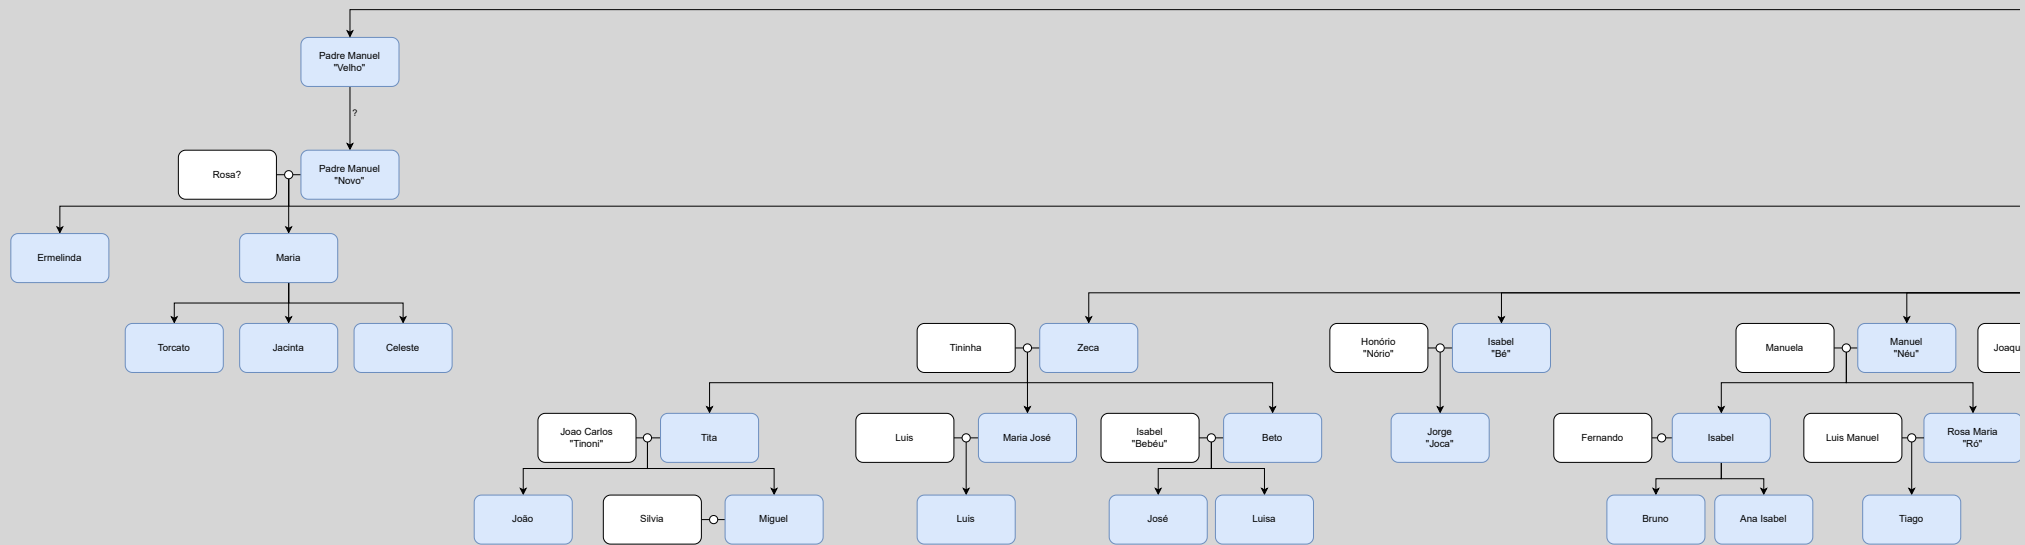 Padre Manuel
"Velho"
?
Rosa?
Padre Manuel
"Novo"
Ermelinda
Maria
Torcato
Jacinta
Celeste
Tininha
Zeca
Honório
"Nório"
Isabel
"Bé"
Manuela
Manuel
"Néu"
Joaqu
Joao Carlos
"Tinoni"
Tita
Luis
Maria José
Isabel
"Bebéu"
Beto
Jorge
"Joca"
Fernando
Isabel
Luis Manuel
Rosa Maria
"Ró"
João
Silvia
Miguel
Luis
José
Luisa
Bruno
Ana Isabel
Tiago